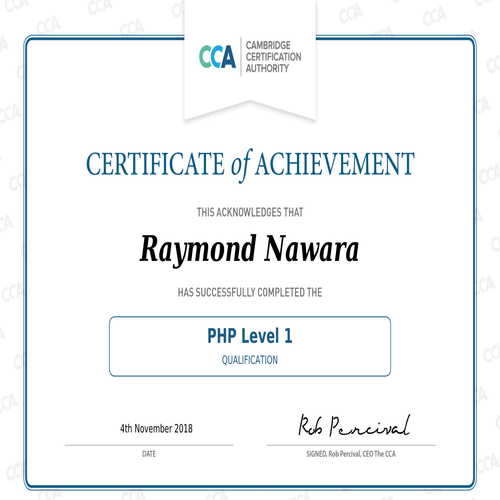 CCA
CAMBRIDGE
CERTIFICATION
AUTHORITY
CERTIFICATE of ACHIEVEMENT
THIS ACKNOWLEDGES THAT
Raymond Nawara
HAS SUCCESSFULLY COMPLETED THE
PHP Level 1
QUALIFICATION
4th November 2018
Rob Percival
DATE
SIGNED, Rob Percival, CEO The CCA